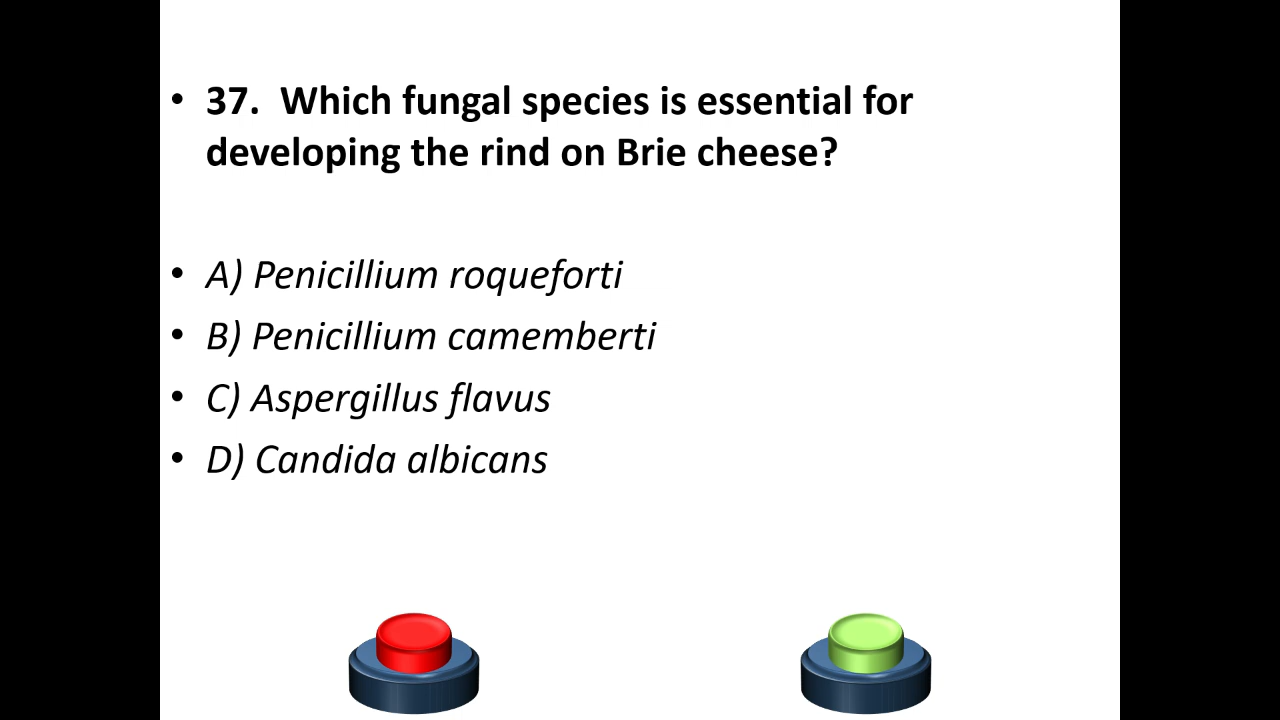 • 37.  Which fungal species is essential for
developing the rind on Brie cheese?
• A) Penicillium roqueforti
• B) Penicillium camemberti
• C) Aspergillus flavus
• D) Candida albicans